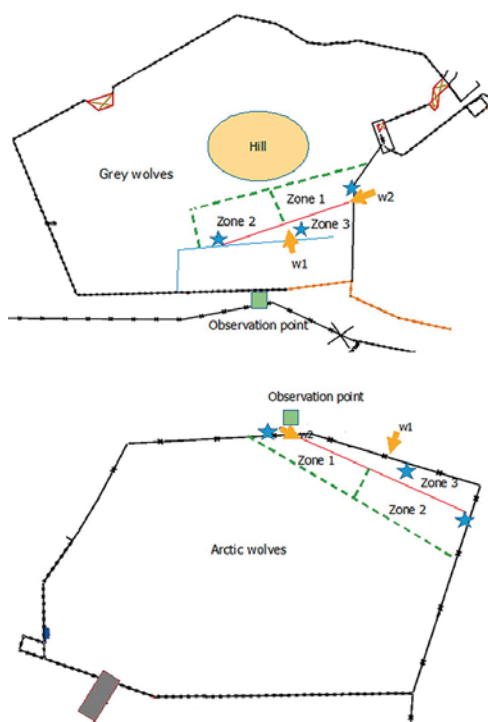 Hill
Grey wolves
Zone 1
w2
Zone 2
Zone 3
w1
Observation point
Observation point
w1
w2
Zone 1
Zone 3
Zone 2
Arctic wolves